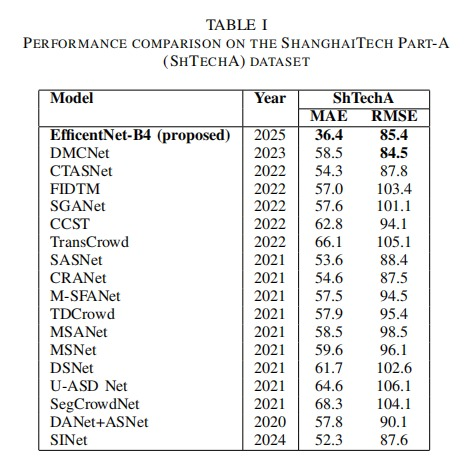 TABLE I
PERFORMANCE COMPARISON ON THE SHANGHAITECH PART-A
(SHTECHA) DATASET
Model Year ShTechA
MAE RMSE
EfficentNet-B4 (proposed) 2025 36.4 85.4
DMCNet 2023 58.5 84.5
CTASNet 2022 54.3 87.8
FIDTM 2022 57.0 103.4
SGANet 2022 57.6 101.1
CCST 2022 62.8 94.1
TransCrowd 2022 66.1 105.1
SASNet 2021 53.6 88.4
CRANet 2021 54.6 87.5
M-SFANet 2021 57.5 94.5
TDCrowd 2021 57.9 95.4
MSANet 2021 58.5 98.5
MSNet 2021 59.6 96.1
DSNet 2021 61.7 102.6
U-ASD Net 2021 64.6 106.1
SegCrowdNet 2021 68.3 104.1
DANet+ASNet 2020 57.8 90.1
SINet 2024 52.3 87.6